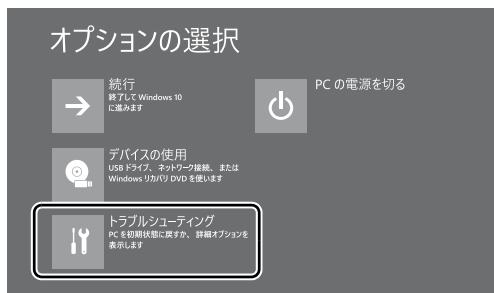 オプションの選択
続行
終了して Windows 10
に進みます
PC の電源を切る
デバイスの使用
USB ドライブ、ネットワーク接続、または
Windows リカバリ DVD を使います
トラブルシューティング
PC を初期状態に戻すか、詳細オプションを
表示します